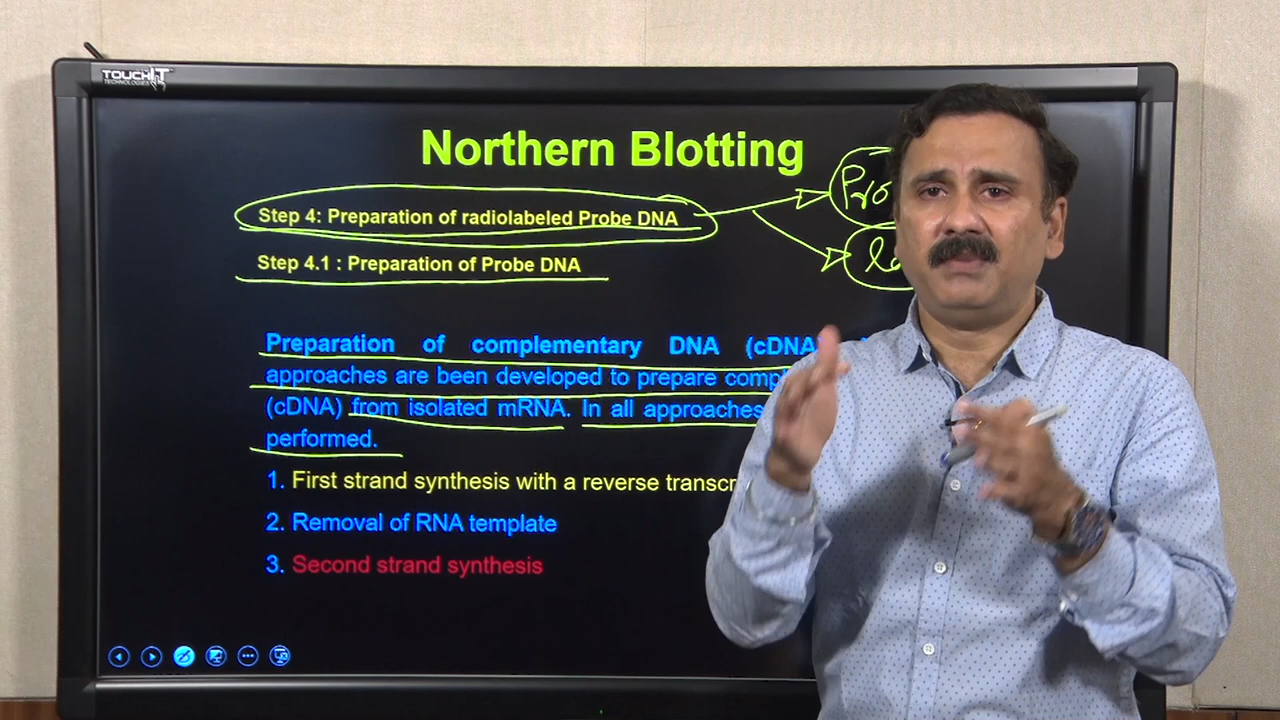 TOUCHIT
TECHNOLOGIES
Northern Blotting
Step 4: Preparation of radiolabeled Probe DNA
Pro
Step 4.1 : Preparation of Probe DNA
Preparation of complementary DNA (cDNA
approaches are been developed to prepare comp
(cDNA) from isolated mRNA. In all approaches
performed.
1. First strand synthesis with a reverse transcr
2. Removal of RNA template
3. Second strand synthesis